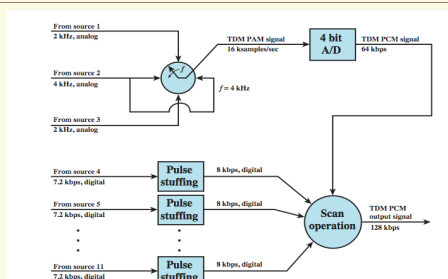 From source 1
2 kHz, analog
TDM PAM signal
16 ksamples/sec
4 bit
A/D
TDM PCM signal
64 kbps
From source 2
4 kHz, analog
f
f = 4 kHz
From source 3
2 kHz, analog
From source 4
7.2 kbps, digital
Pulse
stuffing
8 kbps, digital
From source 5
7.2 kbps, digital
Pulse
stuffing
8 kbps, digital
Scan
operation
TDM PCM
output signal
128 kbps
From source 11
7.2 kbps, digital
Pulse
stuffing
8 kbps, digital